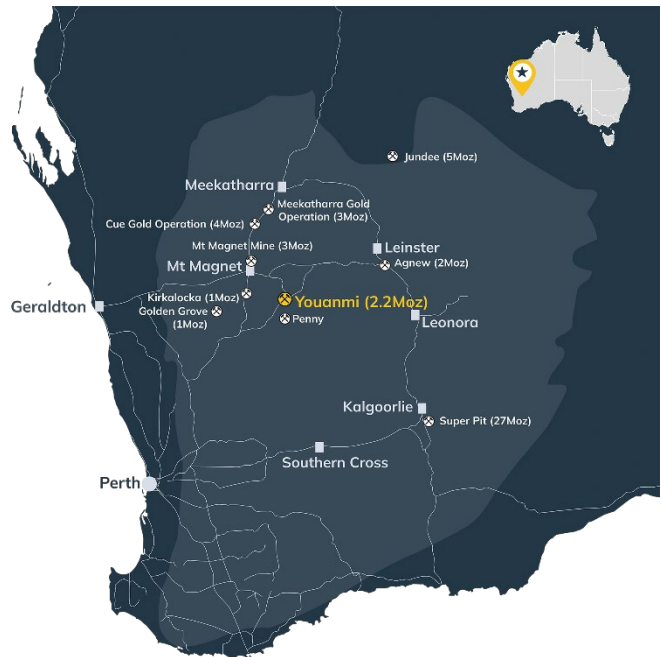 Jundee (5Moz)
Meekatharra
Meekatharra Gold
Operation (3Moz)
Cue Gold Operation (4Moz)
Mt Magnet Mine (3Moz)
Leinster
Mt Magnet
Agnew (2Moz)
Kirkalocka (1Moz)
Youanmi (2.2Moz)
Geraldton
Golden Grove
(1Moz)
Penny
Leonora
Kalgoorlie
Super Pit (27Moz)
Southern Cross
Perth